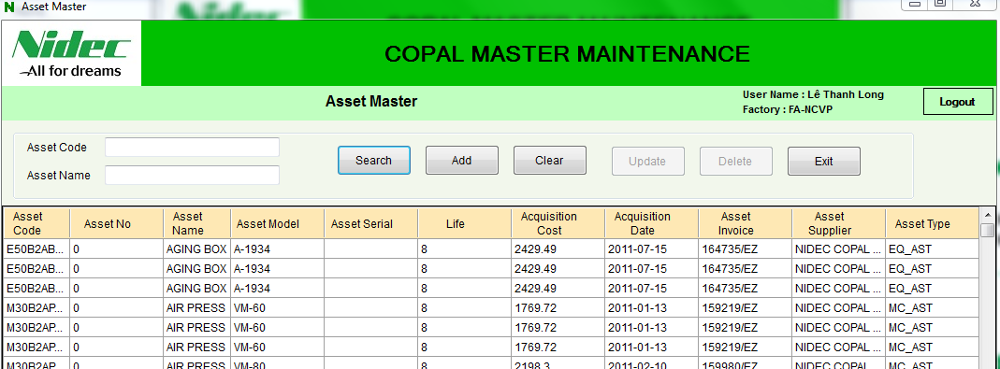 Asset Master
Nidec
All for dreams
COPAL MASTER MAINTENANCE
Asset Master
User Name : Lê Thanh Long
Factory : FA-NCVP
Logout
Asset Code
Asset Name
Search Add Clear Update Delete Exit
Asset Code Asset No Asset Name Asset Model Asset Serial Life Acquisition Cost Acquisition Date Asset Invoice Asset Supplier Asset Type
E50B2AB... 0 AGING BOX A-1934 8 2429.49 2011-07-15 164735/EZ NIDEC COPAL ... EQ_AST
E50B2AB... 0 AGING BOX A-1934 8 2429.49 2011-07-15 164735/EZ NIDEC COPAL ... EQ_AST
E50B2AB... 0 AGING BOX A-1934 8 2429.49 2011-07-15 164735/EZ NIDEC COPAL ... EQ_AST
M30B2AP... 0 AIR PRESS VM-60 8 1769.72 2011-01-13 159219/EZ NIDEC COPAL ... MC_AST
M30B2AP... 0 AIR PRESS VM-60 8 1769.72 2011-01-13 159219/EZ NIDEC COPAL ... MC_AST
M30B2AP... 0 AIR PRESS VM-60 8 1769.72 2011-01-13 159219/EZ NIDEC COPAL ... MC_AST
M30B2AP... 0 AIR PRESS VM-80 8 2198.3 2011-02-10 159980/EZ NIDEC COPAL ... MC_AST